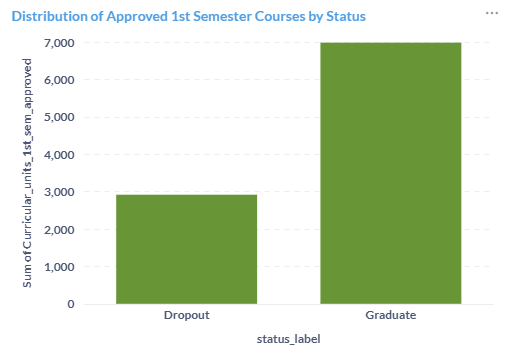 Distribution of Approved 1st Semester Courses by Status
...
Sum of Curricular_units_1st_sem_approved
7,000
6,000
5,000
4,000
3,000
2,000
1,000
0
Dropout
Graduate
status_label